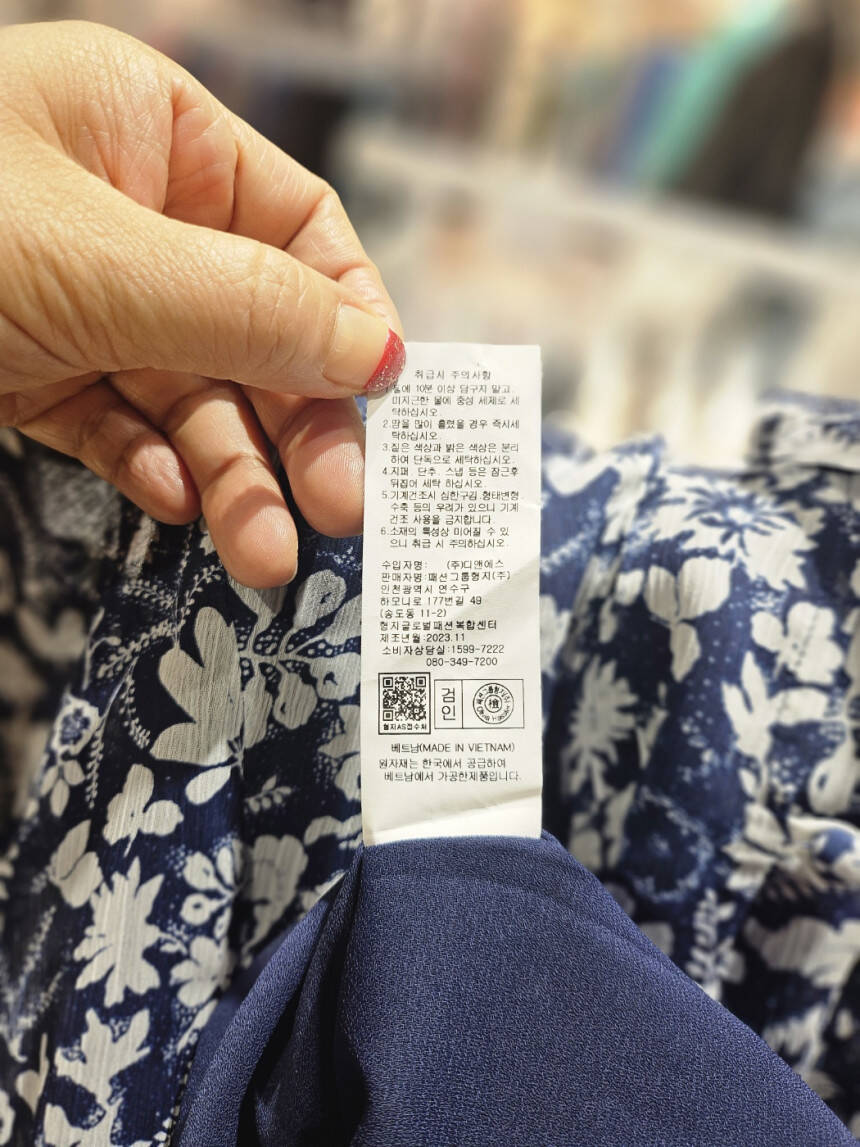 취급시 주의사항
물에 10분 이상 담구지 말고.
미지근한 물에 중성 세제로 세
탁하십시오.
2.땀을 많이 흘렸을 경우 즉시세
탁하십시오.
3.짙은 색상과 밝은 색상은 분리
하여 단독으로 세탁하십시오.
4.지퍼, 단추, 스냅 등은 잠근후
뒤집어 세탁 하십시오.
5.기계건조시 심한구김.형태변형.
수축 등의 우려가 있으니 기계
건조 사용을 금지합니다.
6.소재의 특성상 미어질 수 있
으니 취급 시 주의하십시오.
수입자명: (주)디앤에스
판매자명:패션그룹형지(주)
인천광역시 연수구
하모니로 177번길 49
(송도동 11-2)
형지글로벌패션복합센터
제조년월:2023.11
소비자상담실:1599-7222
080-349-7200
형지AS접수처
검인
베트남(MADE IN VIETNAM)
원자재는 한국에서 공급하여
베트남에서 가공한제품입니다.